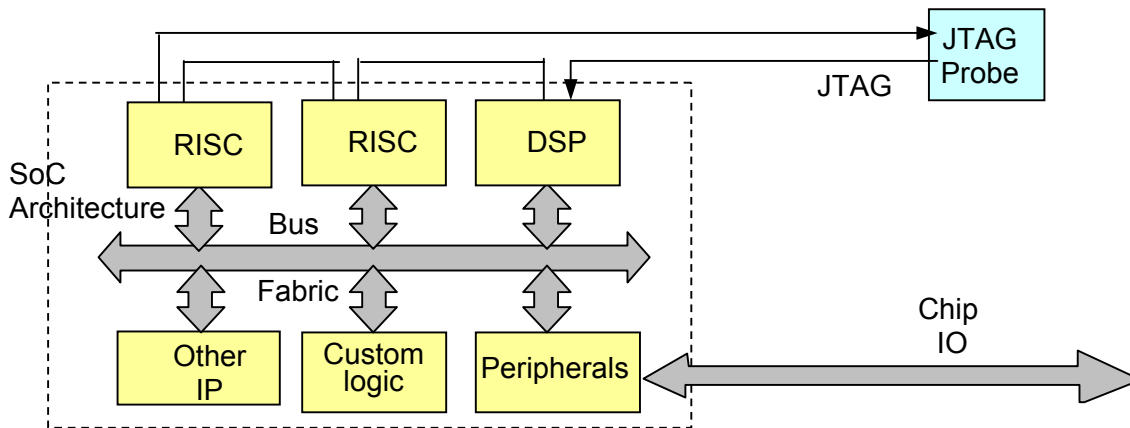 JTAG
Probe
JTAG
RISC
RISC
DSP
SoC
Architecture
Bus
Fabric
Other
IP
Custom
logic
Peripherals
Chip
IO